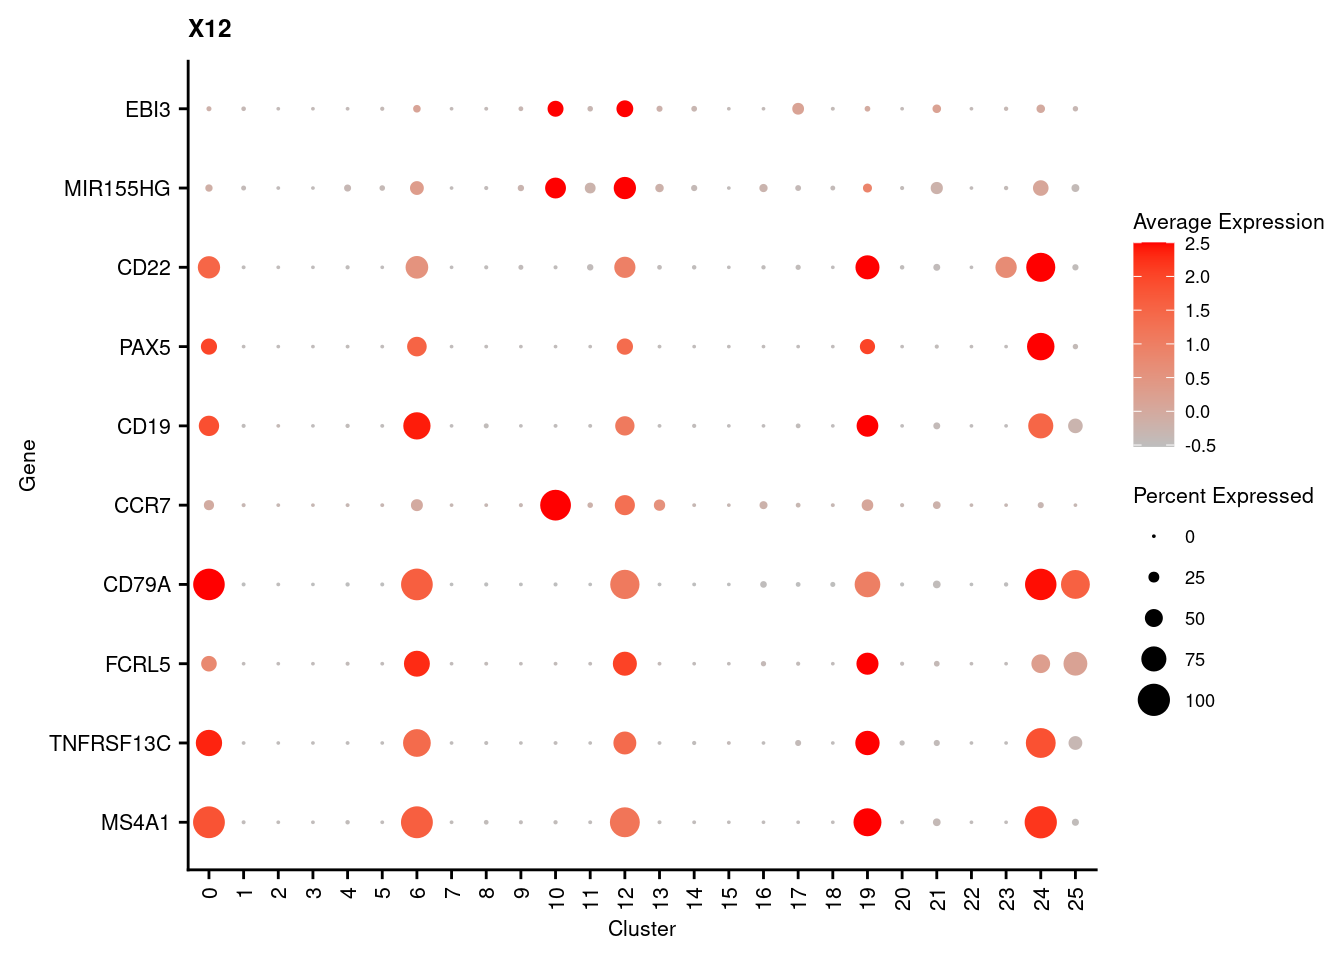 X12
EBI3
MIR155HG
CD22
PAX5
CD19
CCR7
CD79A
FCRL5
TNFRSF13C
MS4A1
Gene
0 1 2 3 4 5 6 7 8 9 10 11 12 13 14 15 16 17 18 19 20 21 22 23 24 25
Cluster
Average Expression
2.5
2.0
1.5
1.0
0.5
0.0
-0.5
Percent Expressed
0
25
50
75
100